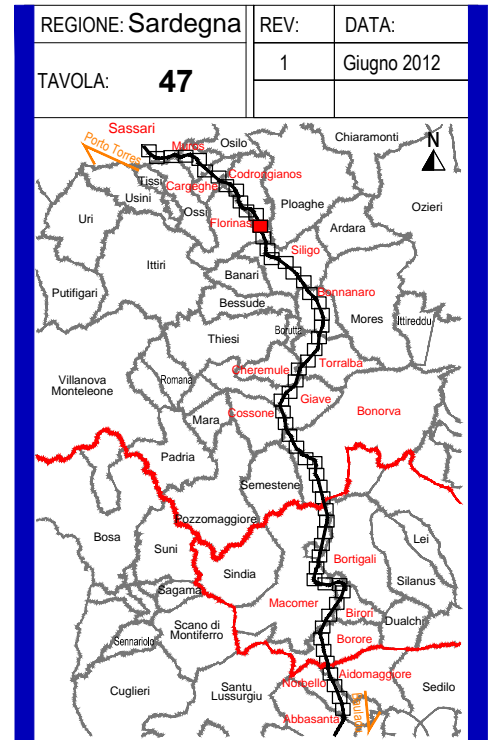 REGIONE: Sardegna
REV:
DATA:
TAVOLA: 47
1
Giugno 2012
Sassari
Porto Torres
Muros
Osilo
Chiaramonti
N
Tissi
Cargeghe
Codrongianos
Usini
Ossi
Ploaghe
Ozieri
Uri
Florinas
Ardara
Siligo
Ittiri
Banari
Bonnanaro
Putifigari
Bessude
Mores
Ittireddu
Borutta
Thiesi
Cheremule
Torralba
Villanova
Monteleone
Romana
Giave
Cossone
Bonorva
Mara
Padria
Semestene
Pozzomaggiore
Bosa
Lei
Suni
Bortigali
Sindia
Silanus
Sagama
Macomer
Birori
Dualchi
Scano di
Montiferro
Sennariolo
Borore
Aidomaggiore
Norbello
Cuglieri
Santu
Lussurgiu
Sedilo
Abbasanta